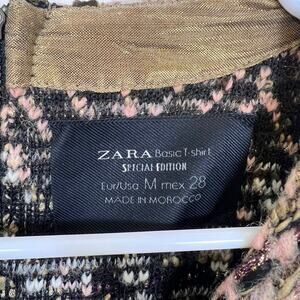 ZARA Basic T-shirt
SPECIAL EDITION
Eur/Usa M mex 28
MADE IN MOROCCO